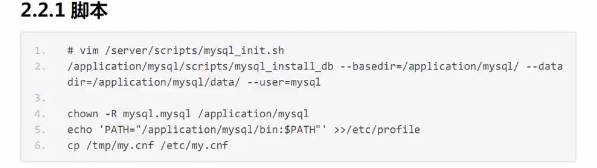 2.2.1 脚本
1. # vim /server/scripts/mysql_init.sh
2. /application/mysql/scripts/mysql_install_db --basedir=/application/mysql/ --data
dir=/application/mysql/data/ --user=mysql
3.
4. chown -R mysql.mysql /application/mysql
5. echo 'PATH="/application/mysql/bin:$PATH"' >>/etc/profile
6. cp /tmp/my.cnf /etc/my.cnf